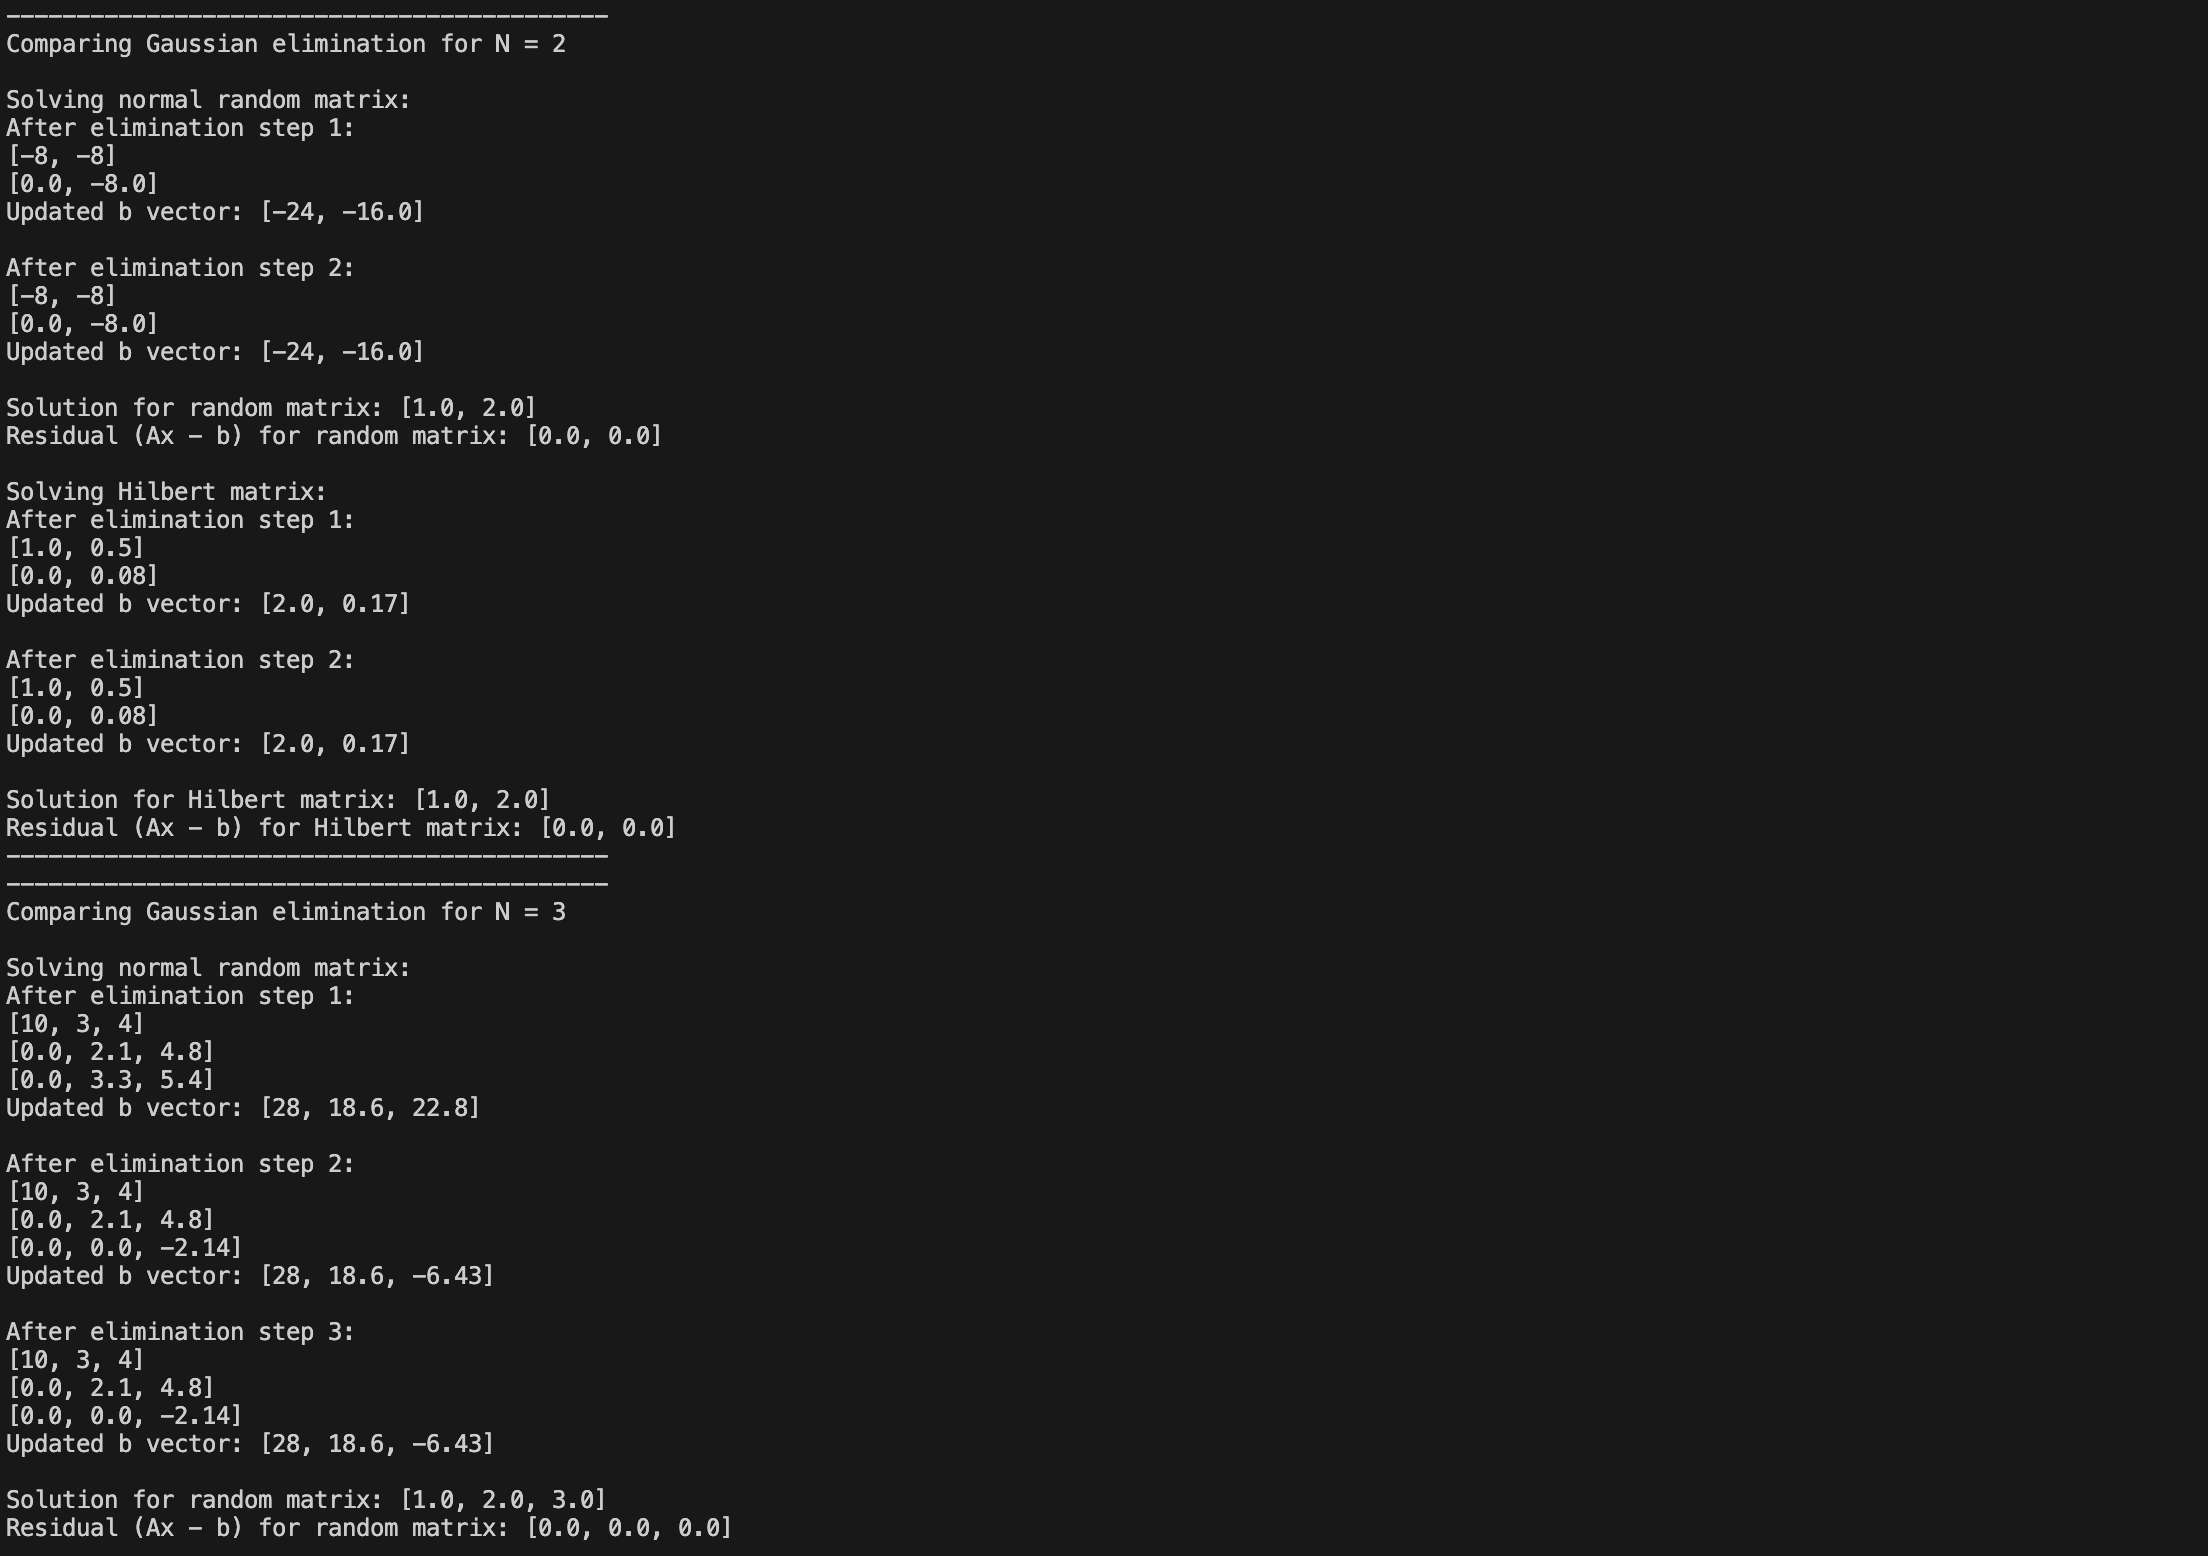 -------------------------------------------
Comparing Gaussian elimination for N = 2
Solving normal random matrix:
After elimination step 1:
[-8, -8]
[0.0, -8.0]
Updated b vector: [-24, -16.0]
After elimination step 2:
[-8, -8]
[0.0, -8.0]
Updated b vector: [-24, -16.0]
Solution for random matrix: [1.0, 2.0]
Residual (Ax - b) for random matrix: [0.0, 0.0]
Solving Hilbert matrix:
After elimination step 1:
[1.0, 0.5]
[0.0, 0.08]
Updated b vector: [2.0, 0.17]
After elimination step 2:
[1.0, 0.5]
[0.0, 0.08]
Updated b vector: [2.0, 0.17]
Solution for Hilbert matrix: [1.0, 2.0]
Residual (Ax - b) for Hilbert matrix: [0.0, 0.0]
-------------------------------------------
-------------------------------------------
Comparing Gaussian elimination for N = 3
Solving normal random matrix:
After elimination step 1:
[10, 3, 4]
[0.0, 2.1, 4.8]
[0.0, 3.3, 5.4]
Updated b vector: [28, 18.6, 22.8]
After elimination step 2:
[10, 3, 4]
[0.0, 2.1, 4.8]
[0.0, 0.0, -2.14]
Updated b vector: [28, 18.6, -6.43]
After elimination step 3:
[10, 3, 4]
[0.0, 2.1, 4.8]
[0.0, 0.0, -2.14]
Updated b vector: [28, 18.6, -6.43]
Solution for random matrix: [1.0, 2.0, 3.0]
Residual (Ax - b) for random matrix: [0.0, 0.0, 0.0]